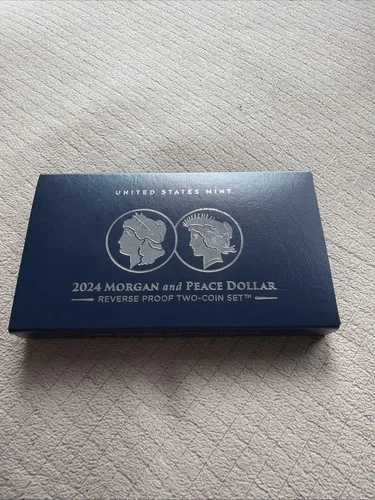 UNITED STATES MINT
2024 MORGAN and PEACE DOLLAR
REVERSE PROOF TWO-COIN SET™